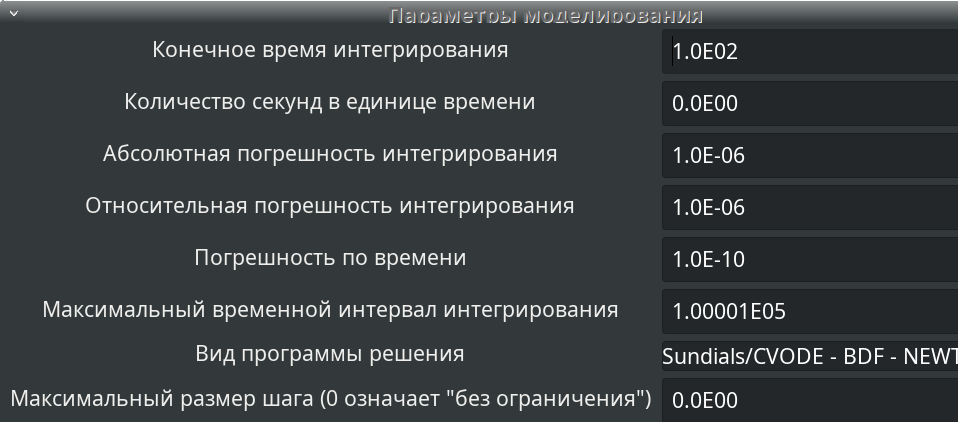 Параметры моделирования
Конечное время интегрирования 1.0E02
Количество секунд в единице времени 0.0E00
Абсолютная погрешность интегрирования 1.0E-06
Относительная погрешность интегрирования 1.0E-06
Погрешность по времени 1.0E-10
Максимальный временной интервал интегрирования 1.00001E05
Вид программы решения Sundials/CVODE - BDF - NEWT
Максимальный размер шага (0 означает "без ограничения") 0.0E00